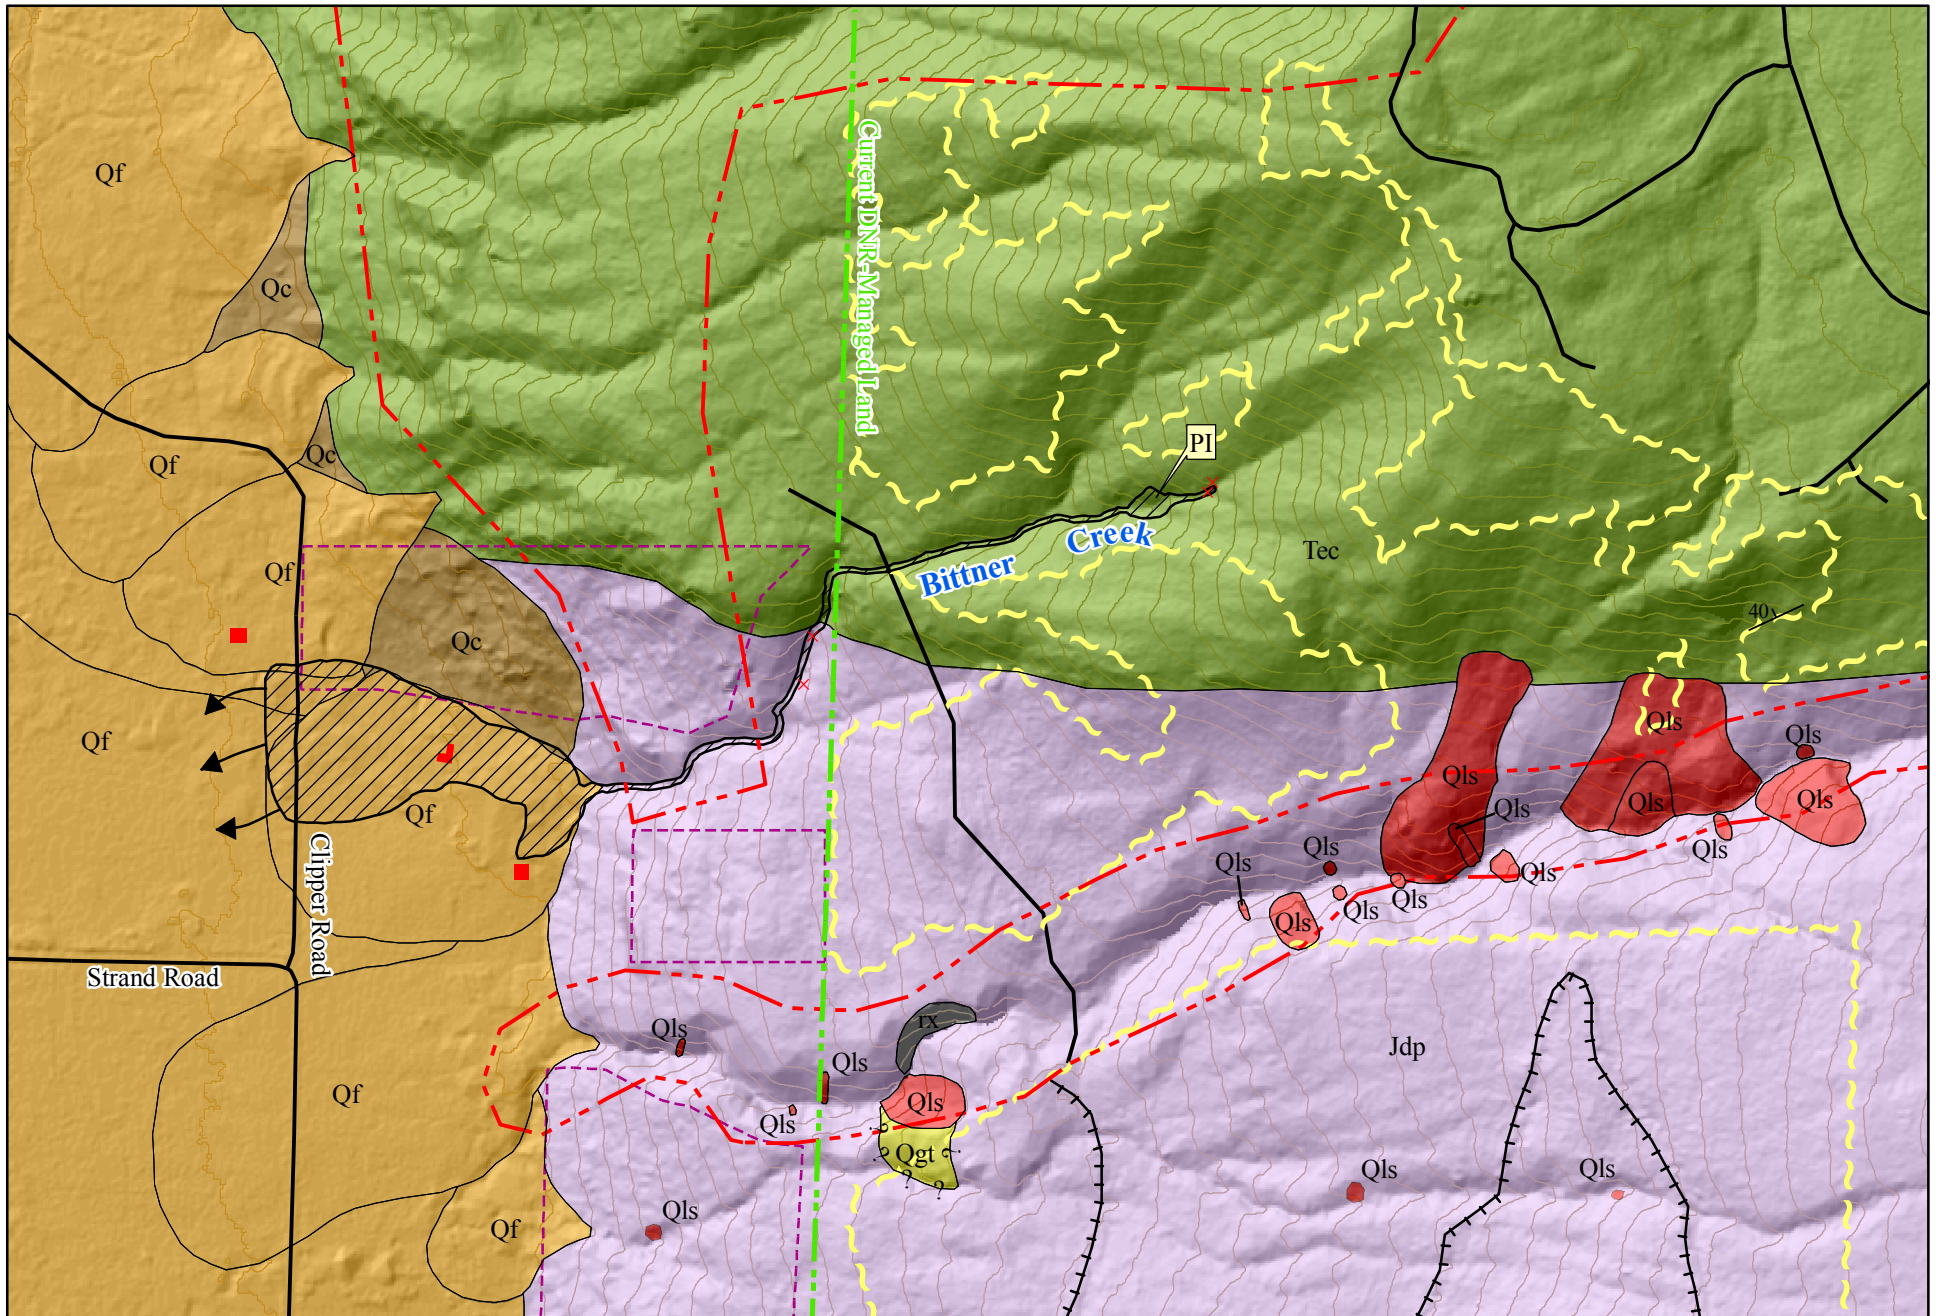 Qf
Current DNR-Managed Land
Qc
PI
Qc
Qf
Creek
Tec
Qf
Bittner
40
Qc
Qls
Qls
Qf
Qls
Qls
Qls
Qls
Qf
Qls
Qls
Qls
Qls
Qls
Qls
Qls
Clipper Road
Strand Road
rx
Qls
Jdp
Qls
Qf
Qls
Qls
Qgt
? ? ? ?
Qls
Qls
Qls
Qf